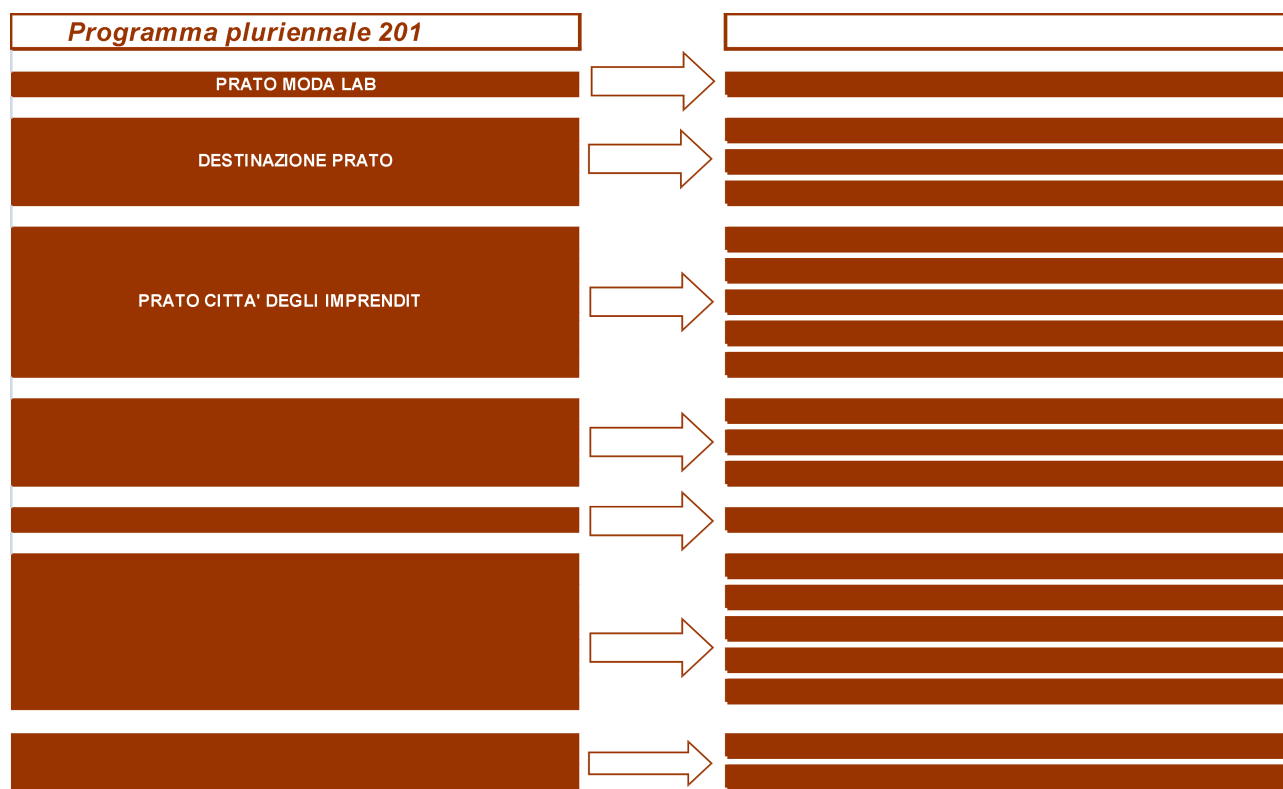 Programma pluriennale 201
PRATO MODA LAB
DESTINAZIONE PRATO
PRATO CITTA' DEGLI IMPRENDIT